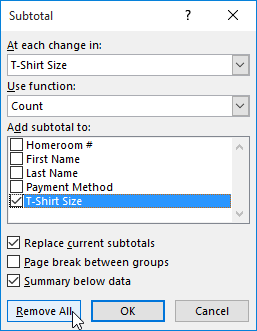 Subtotal
At each change in:
T-Shirt Size
Use function:
Count
Add subtotal to:
Homeroom #
First Name
Last Name
Payment Method
T-Shirt Size
Replace current subtotals
Page break between groups
Summary below data
Remove All
OK
Cancel